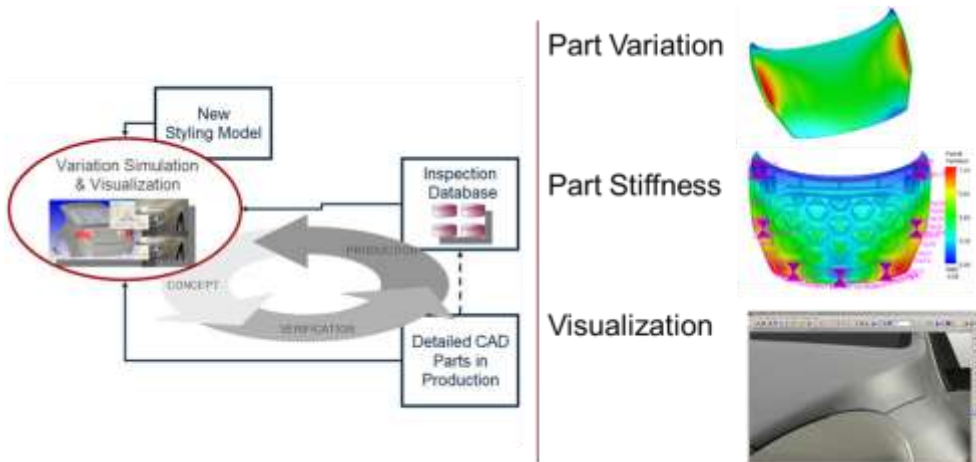 New
Styling Model
Variation Simulation
& Visualization
Inspection
Database
PRODUCTION
CONCEPT
VERIFICATION
Detailed CAD
Parts in
Production
Part Variation
Part Stiffness
Visualization